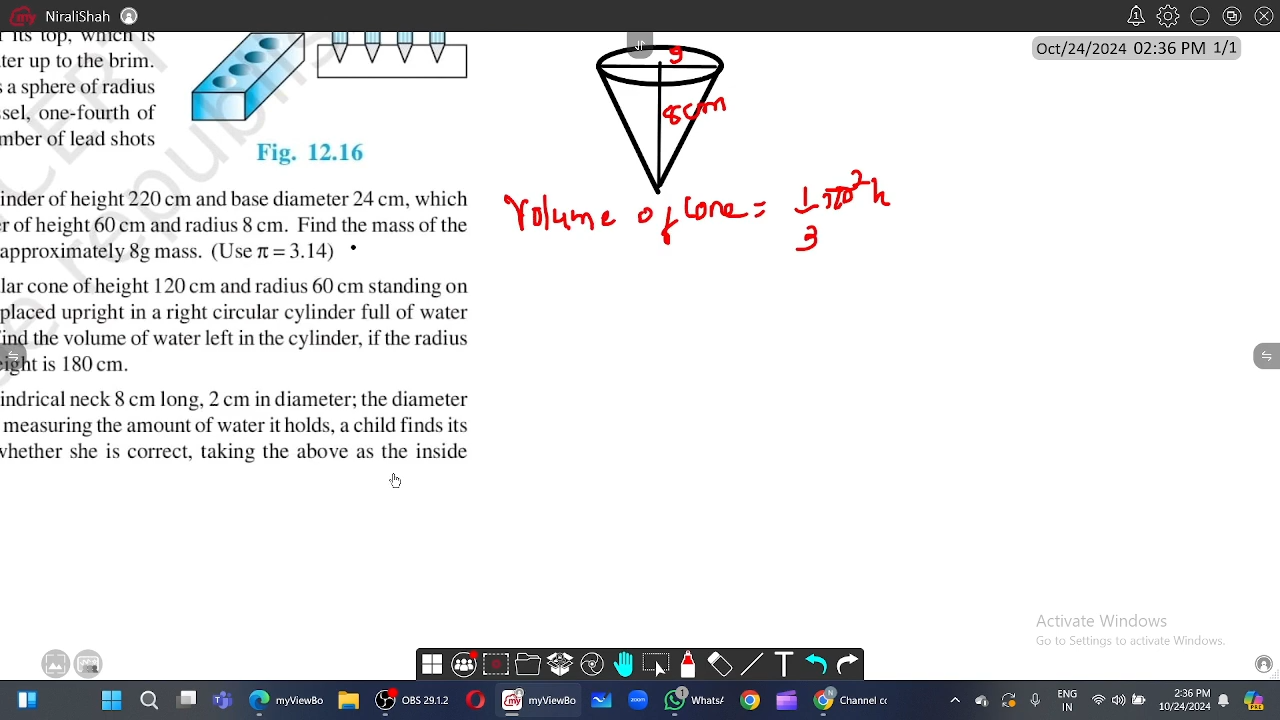 NiraliShah
Oct/24/2024 02:36 PM 1/1
its top, which is
ter up to the brim.
s a sphere of radius
ssel, one-fourth of
mber of lead shots
Fig. 12.16
inder of height 220 cm and base diameter 24 cm, which
er of height 60 cm and radius 8 cm. Find the mass of the
approximately 8g mass. (Use π = 3.14)
lar cone of height 120 cm and radius 60 cm standing on
placed upright in a right circular cylinder full of water
find the volume of water left in the cylinder, if the radius
eight is 180 cm.
indrical neck 8 cm long, 2 cm in diameter; the diameter
measuring the amount of water it holds, a child finds its
whether she is correct, taking the above as the inside
8cm
Volume of Cone = 1/3 πr²h
Activate Windows
Go to Settings to activate Windows.
myViewBo
OBS 29.12
myViewBo
WhatsA
Channel cc
ENG
IN
2:36 PM
10/24/2024